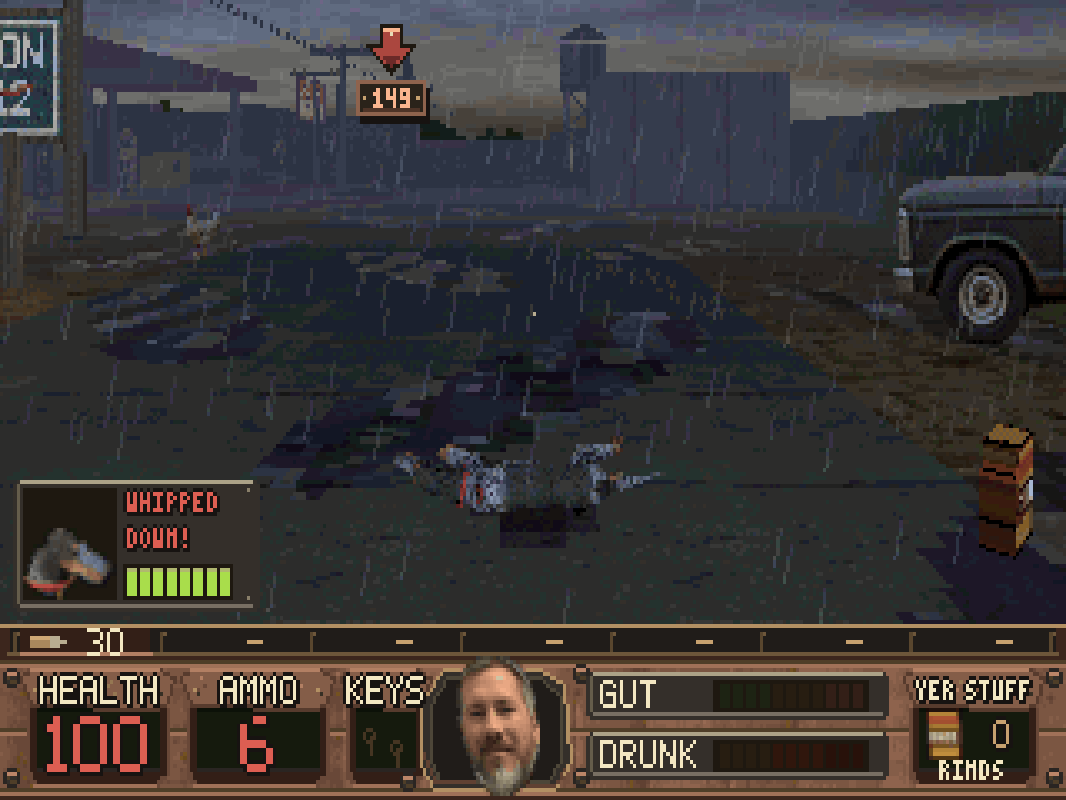 ON
12
149
WHIPPED
DOWN!
30
HEALTH
AMMO
KEYS
GUT
YER STUFF
100
6
0
DRUNK
RINDS